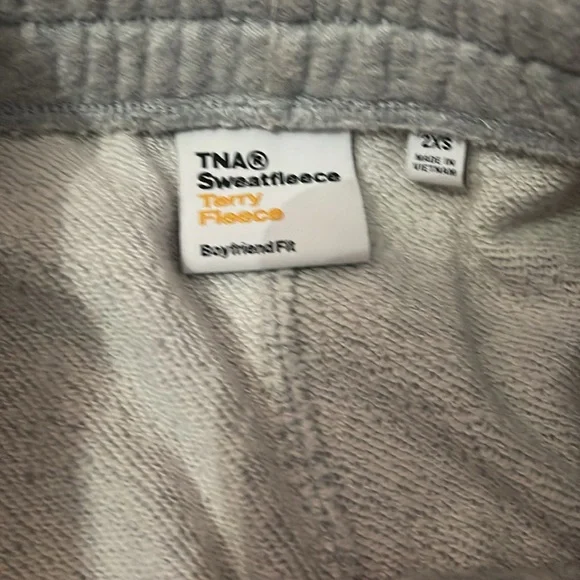 TNA®
Sweatfleece
Terry
Fleece
Boyfriend Fit
2XS
MADE IN
VIETNAM